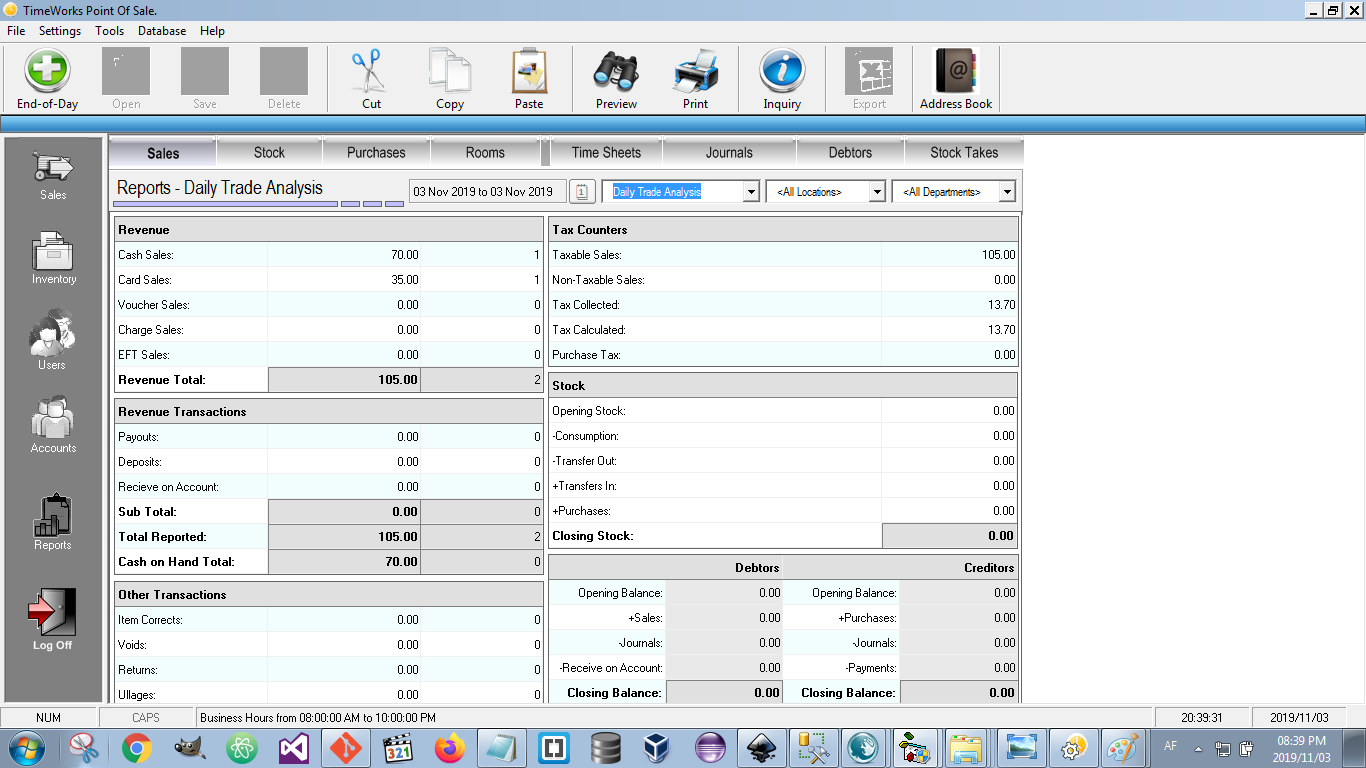 TimeWorks Point Of Sale.
File Settings Tools Database Help
End-of-Day Open Save Delete Cut Copy Paste Preview Print Inquiry Export Address Book
Sales Stock Purchases Rooms Time Sheets Journals Debtors Stock Takes
Reports - Daily Trade Analysis 03 Nov 2019 to 03 Nov 2019 1 Daily Trade Analysis <All Locations> <All Departments>
Sales
Inventory
Users
Accounts
Reports
Log Off
Revenue
Cash Sales: 70.00 1
Card Sales: 35.00 1
Voucher Sales: 0.00 0
Charge Sales: 0.00 0
EFT Sales: 0.00 0
Revenue Total: 105.00 2
Revenue Transactions
Payouts: 0.00 0
Deposits: 0.00 0
Recieve on Account: 0.00 0
Sub Total: 0.00 0
Total Reported: 105.00 2
Cash on Hand Total: 70.00 0
Other Transactions
Item Corrects: 0.00 0
Voids: 0.00 0
Returns: 0.00 0
Ullages: 0.00 0
Tax Counters
Taxable Sales: 105.00
Non-Taxable Sales: 0.00
Tax Collected: 13.70
Tax Calculated: 13.70
Purchase Tax: 0.00
Stock
Opening Stock: 0.00
-Consumption: 0.00
-Transfer Out: 0.00
+Transfers In: 0.00
+Purchases: 0.00
Closing Stock: 0.00
Debtors Creditors
Opening Balance: 0.00 Opening Balance: 0.00
+Sales: 0.00 +Purchases: 0.00
-Journals: 0.00 -Journals: 0.00
-Receive on Account: 0.00 -Payments: 0.00
Closing Balance: 0.00 Closing Balance: 0.00
NUM CAPS Business Hours from 08:00:00 AM to 10:00:00 PM 20:39:31 2019/11/03
321 AF 08:39 PM
2019/11/03